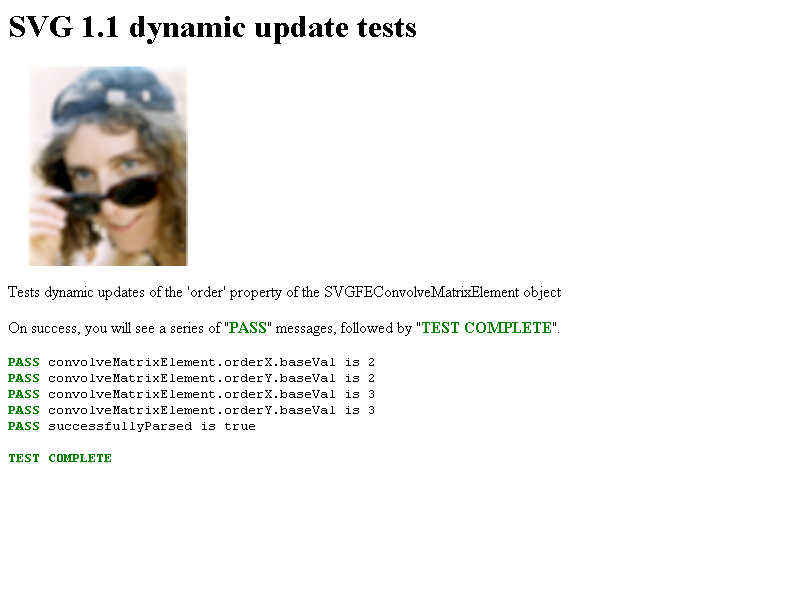 SVG 1.1 dynamic update tests
Tests dynamic updates of the 'order' property of the SVGFEConvolveMatrixElement object
On success, you will see a series of "PASS" messages, followed by "TEST COMPLETE".
PASS convolveMatrixElement.orderX.baseVal is 2
PASS convolveMatrixElement.orderY.baseVal is 2
PASS convolveMatrixElement.orderX.baseVal is 3
PASS convolveMatrixElement.orderY.baseVal is 3
PASS successfullyParsed is true
TEST COMPLETE